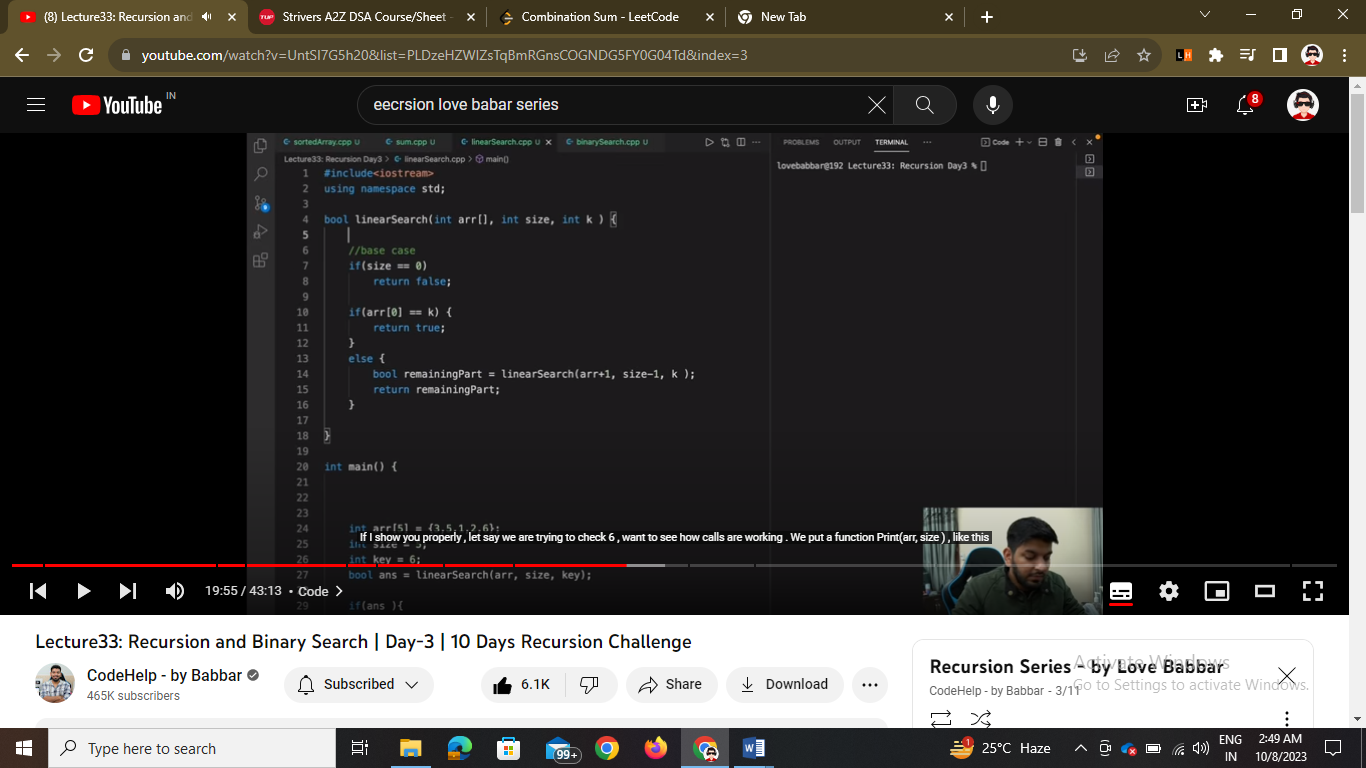 (8) Lecture33: Recursion and
Strivers A2Z DSA Course/Sheet -
Combination Sum - LeetCode
New Tab
youtube.com/watch?v=UntSI7G5h20&list=PLDzeHZWIZsTqBmRGnsCOGNDG5FY0G04Td&index=3
YouTube IN
eecrsion love babar series
8
sortedArray.cpp U
sum.cpp U
linearSearch.cpp U
binarySearch.cpp U
PROBLEMS OUTPUT TERMINAL ... Code
Lecture33: Recursion Day3 > linearSearch.cpp > main()
lovebabbar@192 Lecture33: Recursion Day3 %
1 #include<iostream>
2 using namespace std;
3
4 bool linearSearch(int arr[], int size, int k ) {
5
6 //base case
7 if(size == 0)
8 return false;
9
10 if(arr[0] == k) {
11 return true;
12 }
13 else {
14 bool remainingPart = linearSearch(arr+1, size-1, k );
15 return remainingPart;
16 }
17
18 }
19
20 int main() {
21
22
23
24 int arr[5] = {3,5,1,2,6};
If I show you properly , let say we are trying to check 6 , want to see how calls are working . We put a function Print(arr, size ) , like this
25 int size = 5;
26 int key = 6;
27 bool ans = linearSearch(arr, size, key);
19:55 / 43:13 • Code >
29 if(ans ){
Lecture33: Recursion and Binary Search | Day-3 | 10 Days Recursion Challenge
CodeHelp - by Babbar
465K subscribers
Subscribed
6.1K
Share
Download
Recursion Series - by Love Babbar
CodeHelp - by Babbar - 3/11
Activate Windows
Go to Settings to activate Windows.
Type here to search
99+
1
25°C Haze
ENG
IN
2:49 AM
10/8/2023